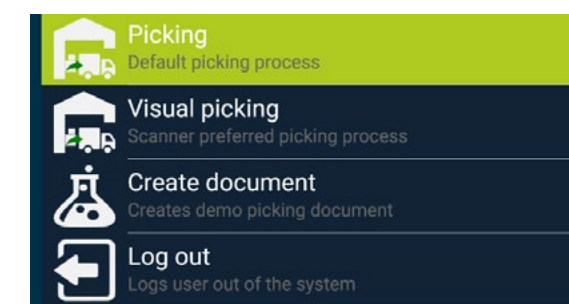 Picking
Default picking process
Visual picking
Scanner preferred picking process
Create document
Creates demo picking document
Log out
Logs user out of the system